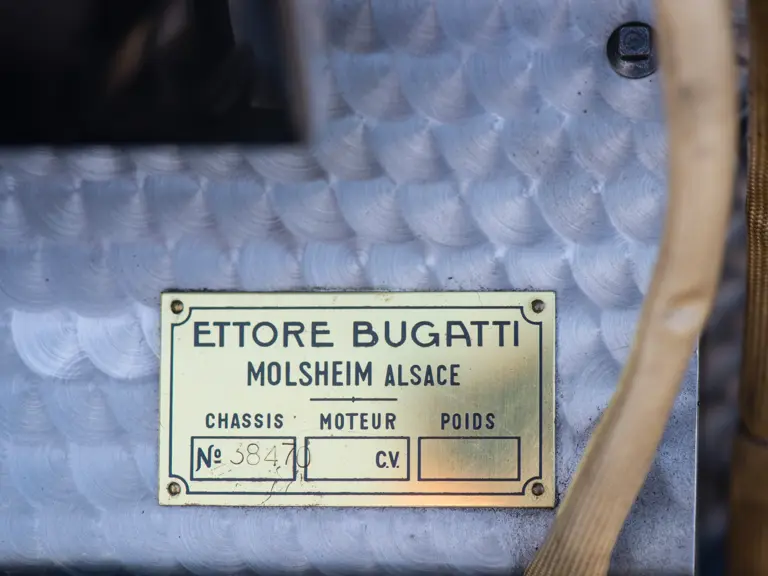 ETTORE BUGATTI
MOLSHEIM ALSACE
CHASSIS MOTEUR POIDS
Nº 38470 C.V.